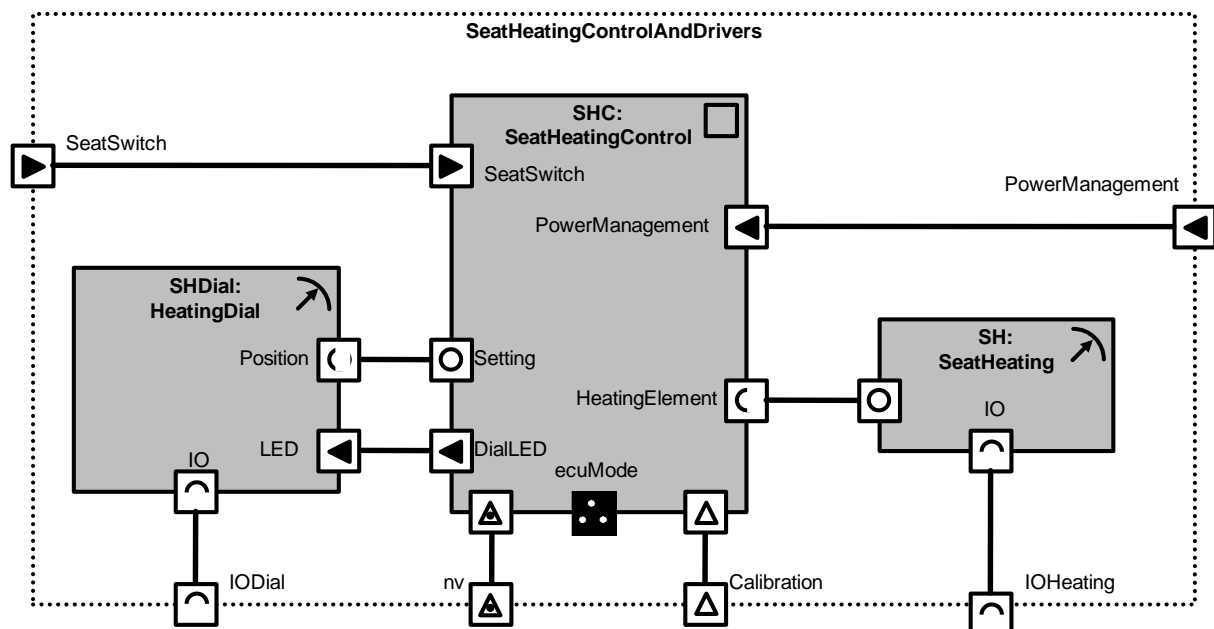 SeatHeatingControlAndDrivers
SHC:
SeatHeatingControl
SeatSwitch
SeatSwitch
PowerManagement
PowerManagement
SHDial:
HeatingDial
SH:
SeatHeating
Position
Setting
HeatingElement
IO
LED
DialLED
IO
ecuMode
IODial
nv
Calibration
IOHeating